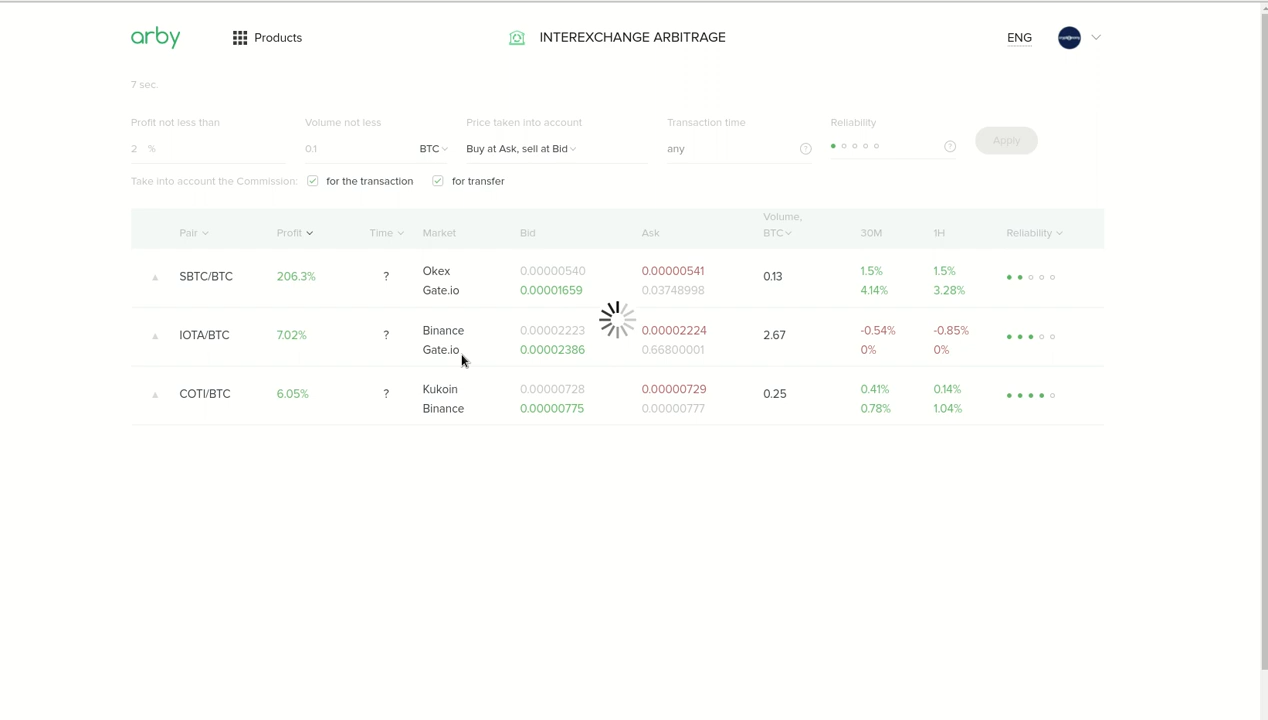 arby Products INTEREXCHANGE ARBITRAGE ENG
7 sec.
Profit not less than Volume not less Price taken into account Transaction time Reliability
2 % 0.1 BTC Buy at Ask, sell at Bid any ? ? Apply
Take into account the Commission: for the transaction for transfer
Pair Profit Time Market Bid Ask Volume, BTC 30M 1H Reliability
SBTC/BTC 206.3% ? Okex 0.00000540 0.00000541 0.13 1.5% 1.5%
Gate.io 0.00001659 0.03748998 4.14% 3.28%
IOTA/BTC 7.02% ? Binance 0.00002223 0.00002224 2.67 -0.54% -0.85%
Gate.io 0.00002386 0.66800001 0% 0%
COTI/BTC 6.05% ? Kukoin 0.00000728 0.00000729 0.25 0.41% 0.14%
Binance 0.00000775 0.00000777 0.78% 1.04%